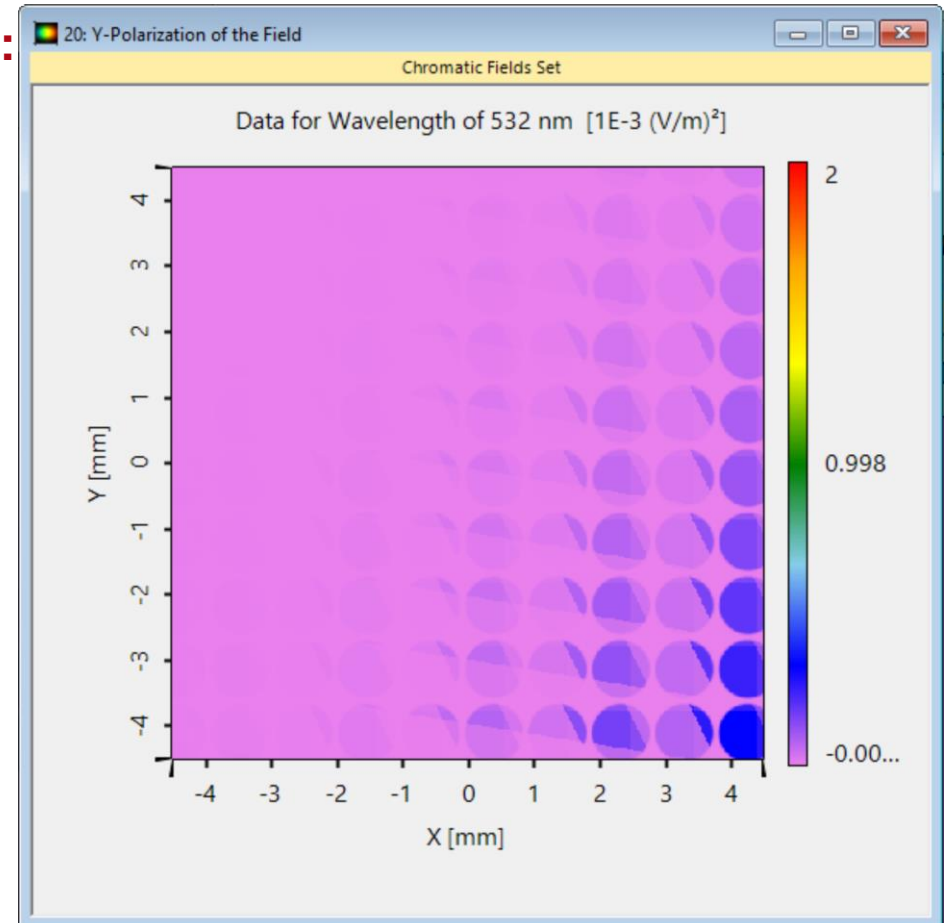 :
20: Y-Polarization of the Field
Chromatic Fields Set
Data for Wavelength of 532 nm [1E-3 (V/m)²]
2
0.998
-0.00...
4
3
2
1
0
-1
-2
-3
-4
Y [mm]
-4 -3 -2 -1 0 1 2 3 4
X [mm]